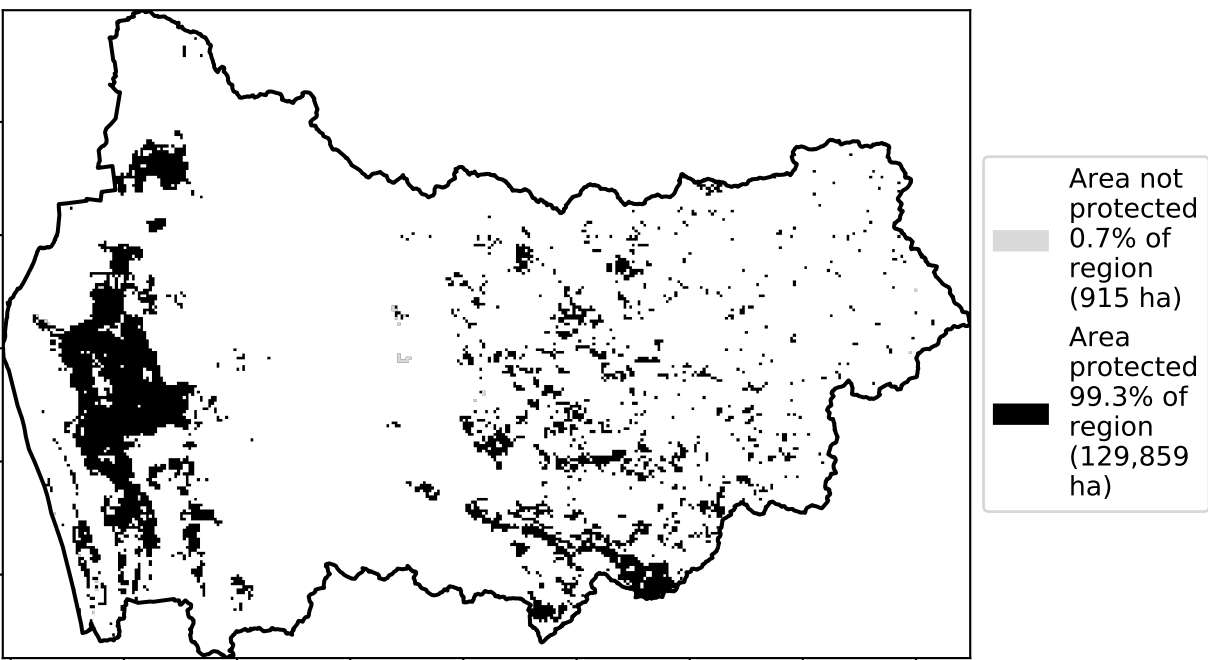 Area not
protected
0.7% of
region
(915 ha)
Area
protected
99.3% of
region
(129,859
ha)